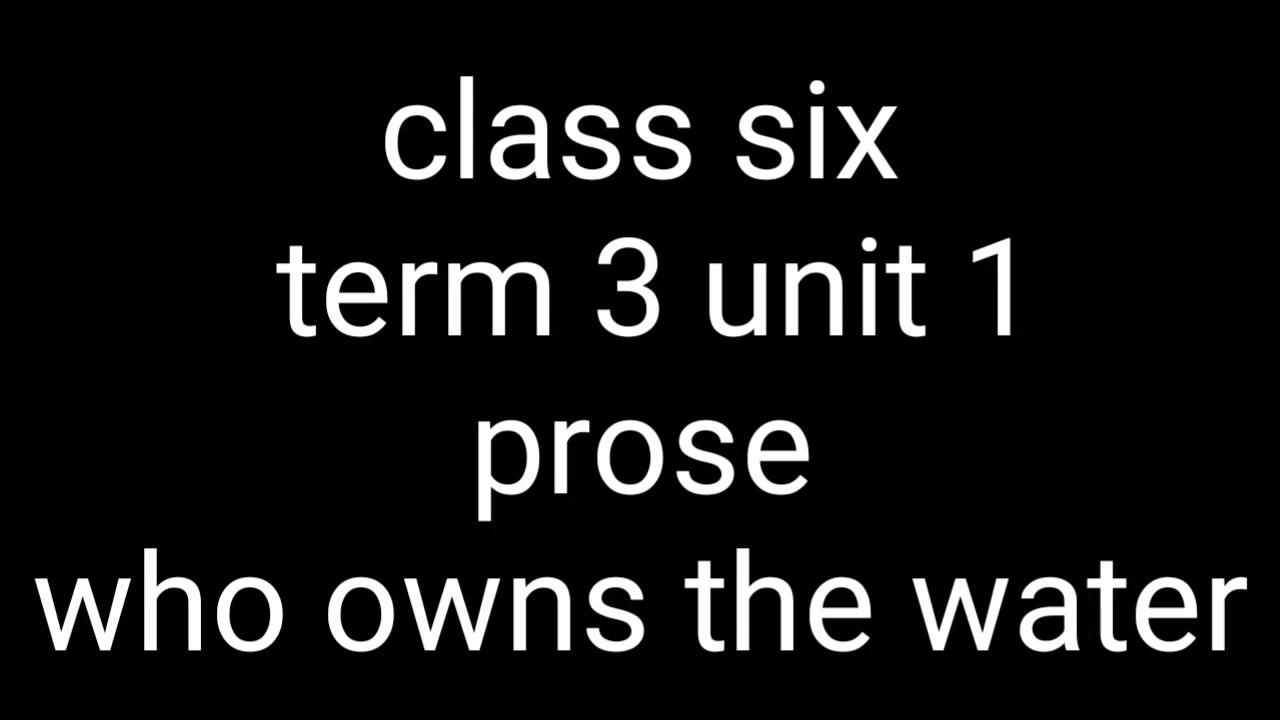 class six
term 3 unit 1
prose
who owns the water